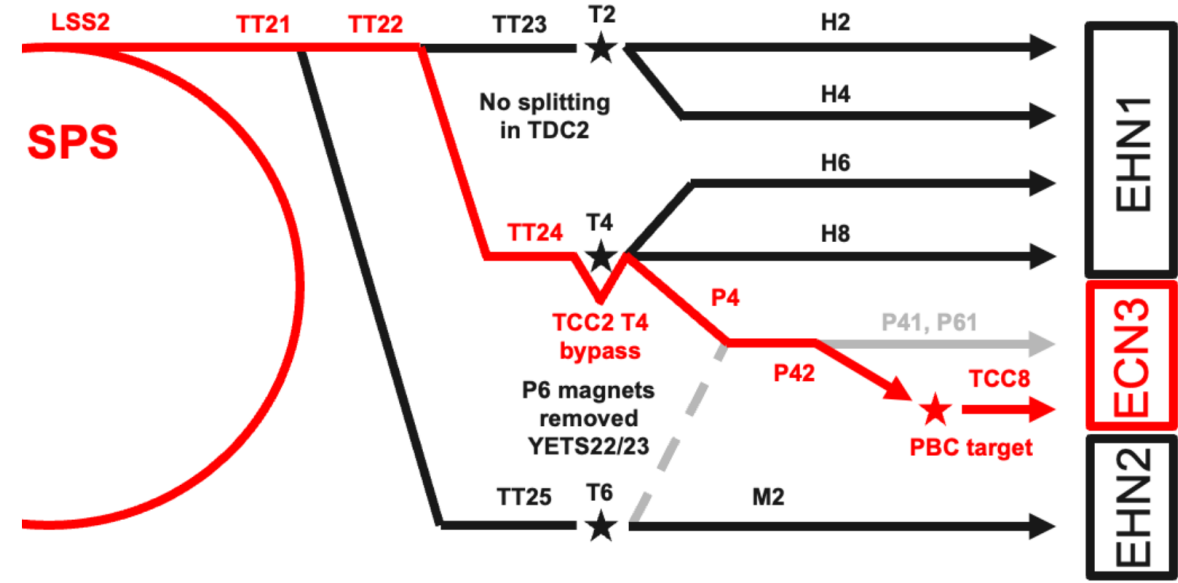 LSS2
TT21
TT22
TT23
T2
H2
SPS
No splitting
in TDC2
H4
H6
EHN1
TT24
T4
H8
TCC2 T4
bypass
P4
P41, P61
P42
TCC8
ECN3
P6 magnets
removed
YETS22/23
PBC target
TT25
T6
M2
EHN2